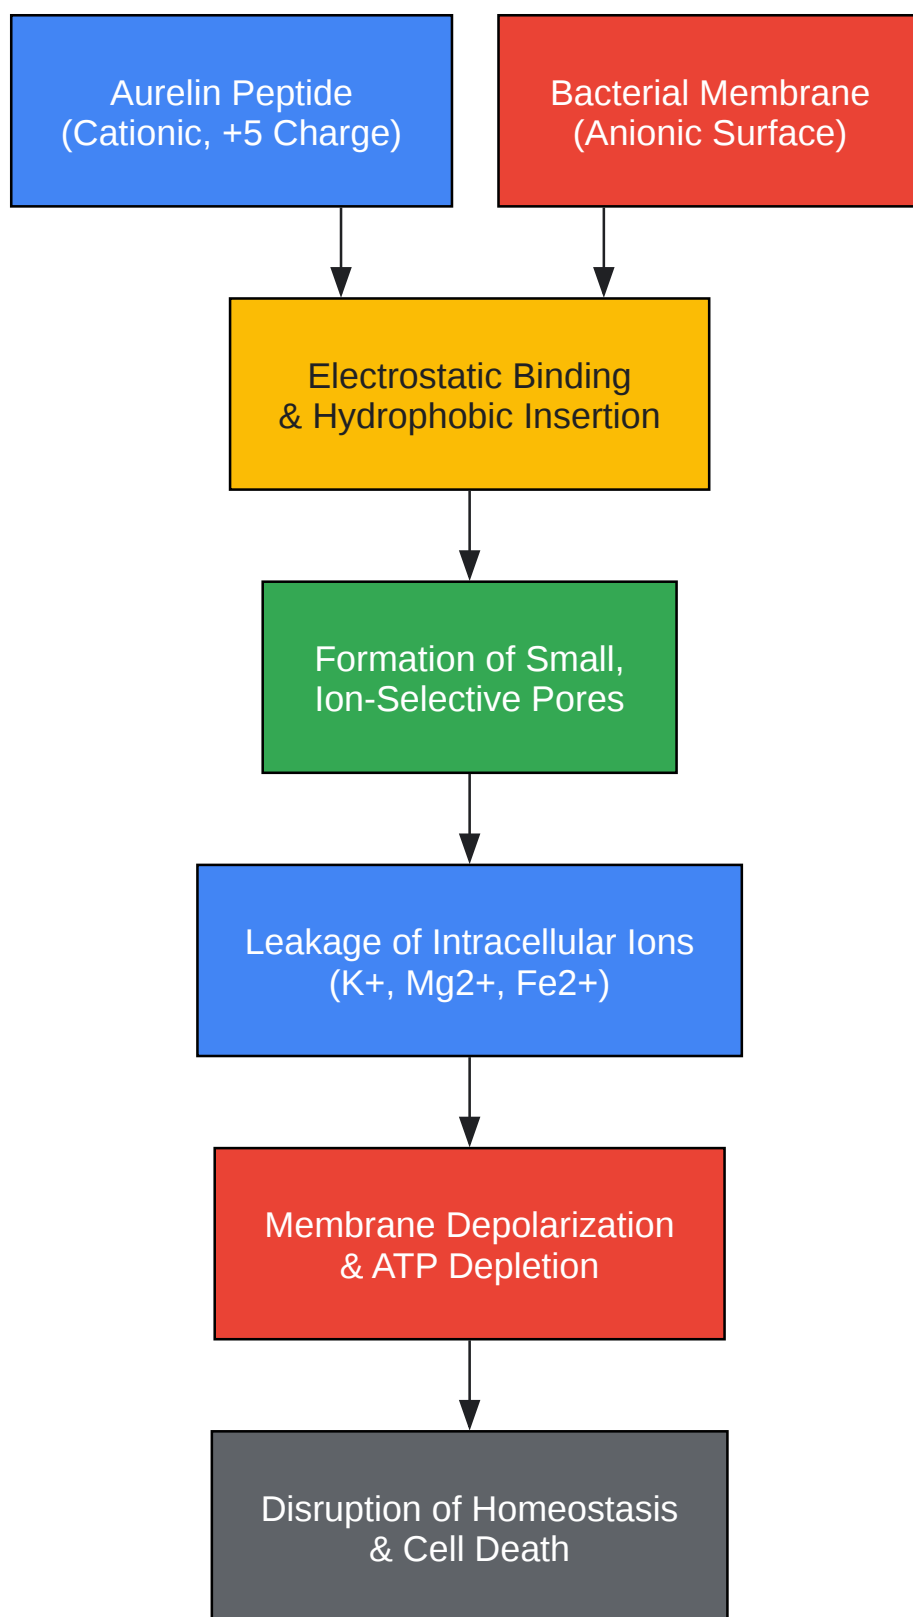 Aurelin Peptide
(Cationic, +5 Charge)
Bacterial Membrane
(Anionic Surface)
Electrostatic Binding
& Hydrophobic Insertion
Formation of Small,
Ion-Selective Pores
Leakage of Intracellular Ions
(K+, Mg2+, Fe2+)
Membrane Depolarization
& ATP Depletion
Disruption of Homeostasis
& Cell Death